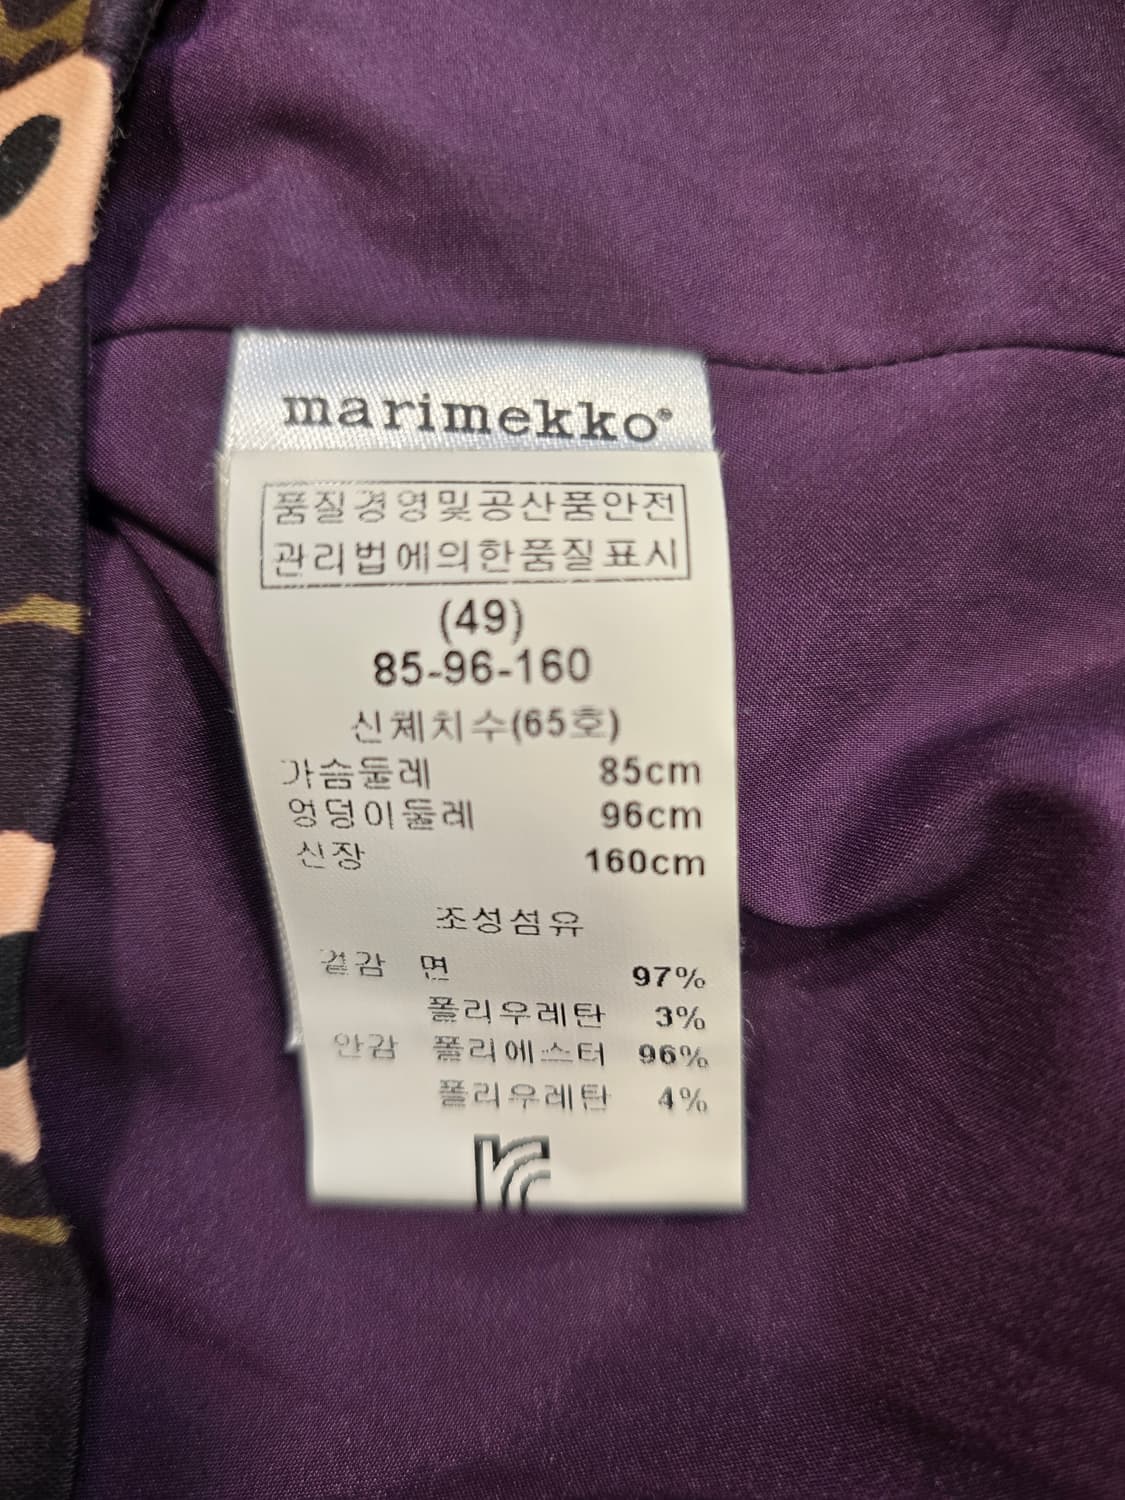 marimekko®
품질경영및공산품안전
관리법에의한품질표시
(49)
85-96-160
신체치수(65호)
가슴둘레 85cm
엉덩이둘레 96cm
신장 160cm
조성섬유
겉감 면 97%
폴리우레탄 3%
안감 폴리에스터 96%
폴리우레탄 4%